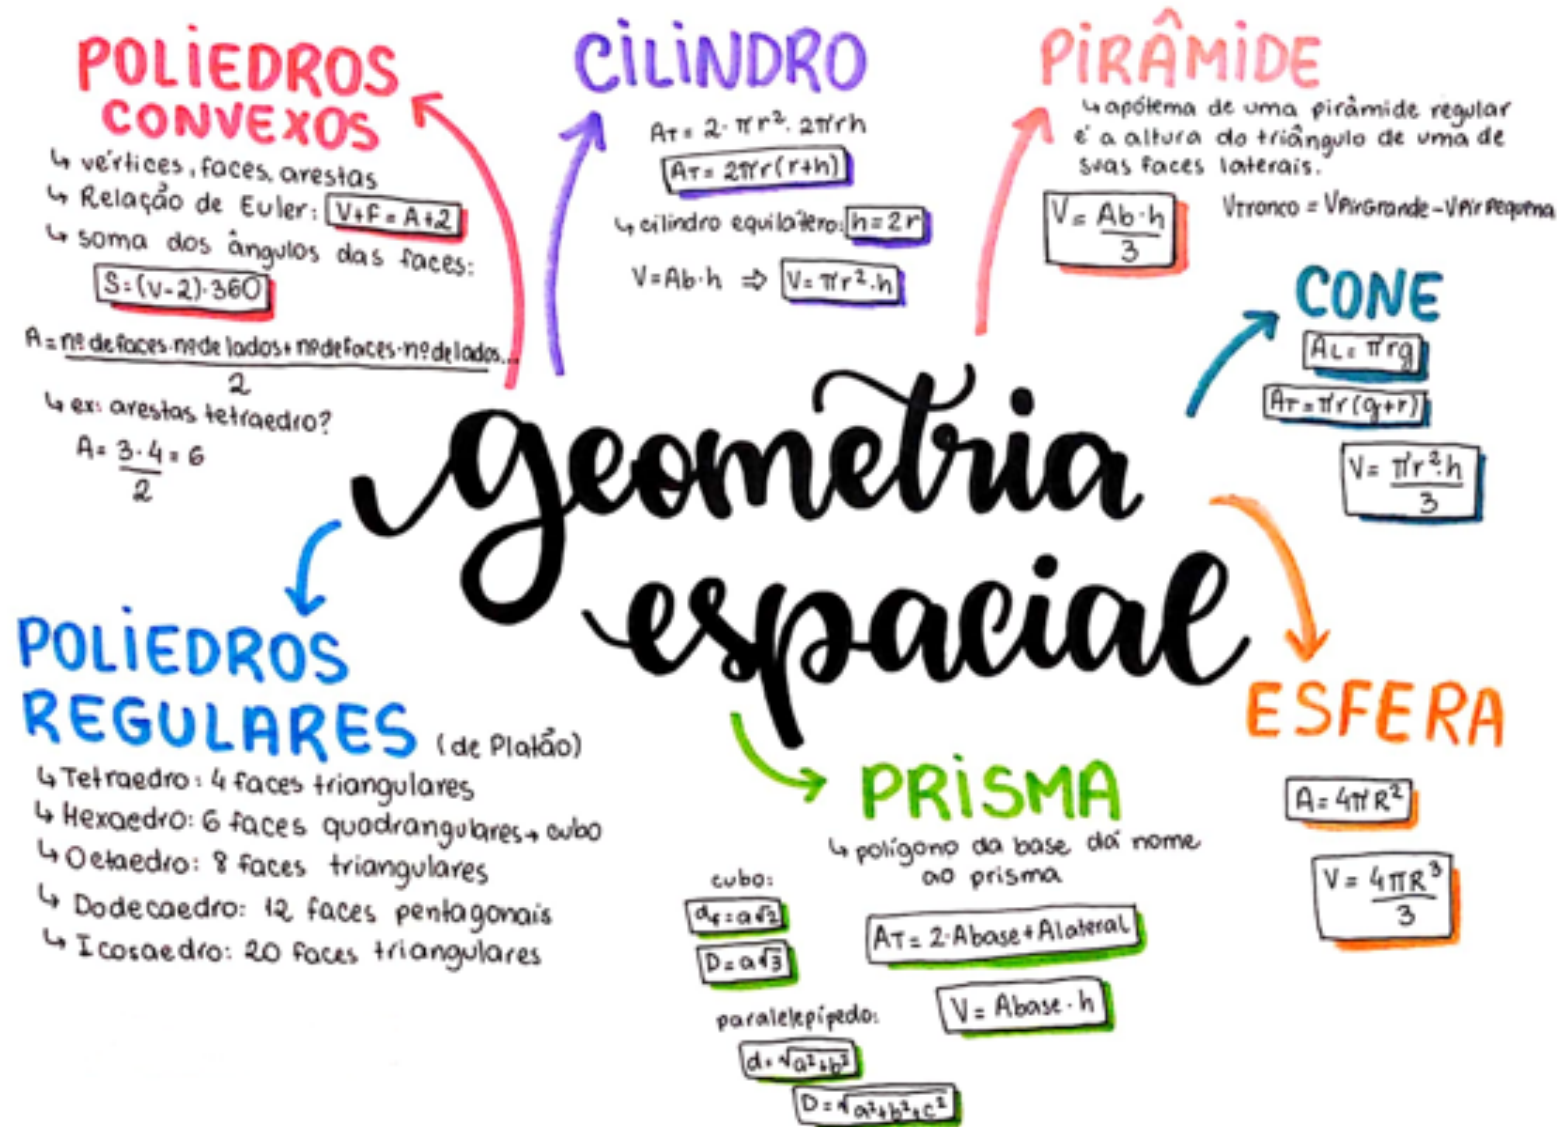 POLIEDROS
CONVEXOS
↳ vértices, faces, arestas
↳ Relação de Euler: V+F = A+2
↳ soma dos ângulos das faces:
S=(V-2)·360
A = nº de faces·nº de lados + nº de faces·nº de lados...
2
↳ ex: arestas tetraedro?
A = 3·4 = 6
2
CILINDRO
AT = 2·πr². 2πrh
AT = 2πr(r+h)
↳ cilindro equilátero: h=2r
V=Ab·h ⇒ V=πr²·h
PIRÂMIDE
↳ apótema de uma pirâmide regular
é a altura do triângulo de uma de
suas faces laterais.
V = Ab·h
3
VTronco = VPirGrande - VPir pequena
CONE
AL = πrg
AT = πr(g+r)
V = πr²·h
3
geometria
espacial
POLIEDROS
REGULARES (de Platão)
↳ Tetraedro: 4 faces triangulares
↳ Hexaedro: 6 faces quadrangulares → cubo
↳ Octaedro: 8 faces triangulares
↳ Dodecaedro: 12 faces pentagonais
↳ Icosaedro: 20 faces triangulares
PRISMA
↳ polígono da base dá nome
ao prisma
AT = 2·Abase + Alateral
V = Abase · h
cubo:
df = a√2
D = a√3
paralelepípedo:
d = √a²+b²
D = √a²+b²+c²
ESFERA
A = 4πR²
V = 4πR³
3